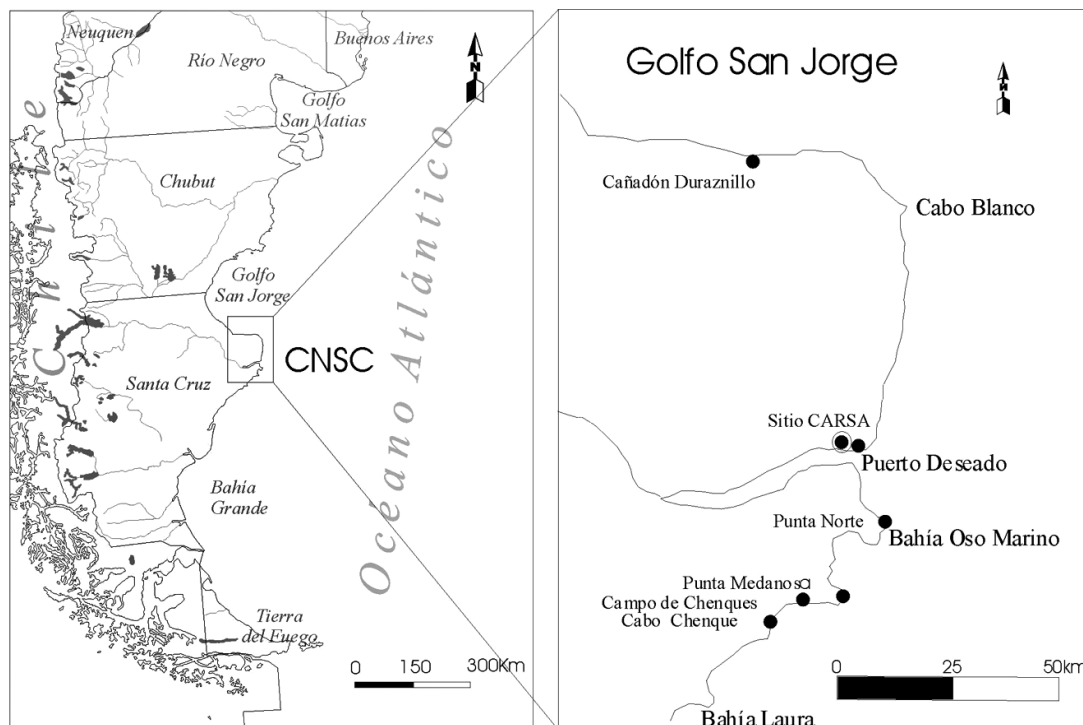 Neuquen
Buenos Aires
Río Negro
N
Golfo
San Matias
Chile
Chubut
Océano Atlántico
Golfo
San Jorge
CNSC
Santa Cruz
Bahía
Grande
Tierra
del Fuego
0 150 300Km
Golfo San Jorge
N
Cañadón Duraznillo
Cabo Blanco
Sitio CARSA
Puerto Deseado
Punta Norte
Bahía Oso Marino
Punta Medanos
Campo de Chenques
Cabo Chenque
0 25 50km
Bahía Laura